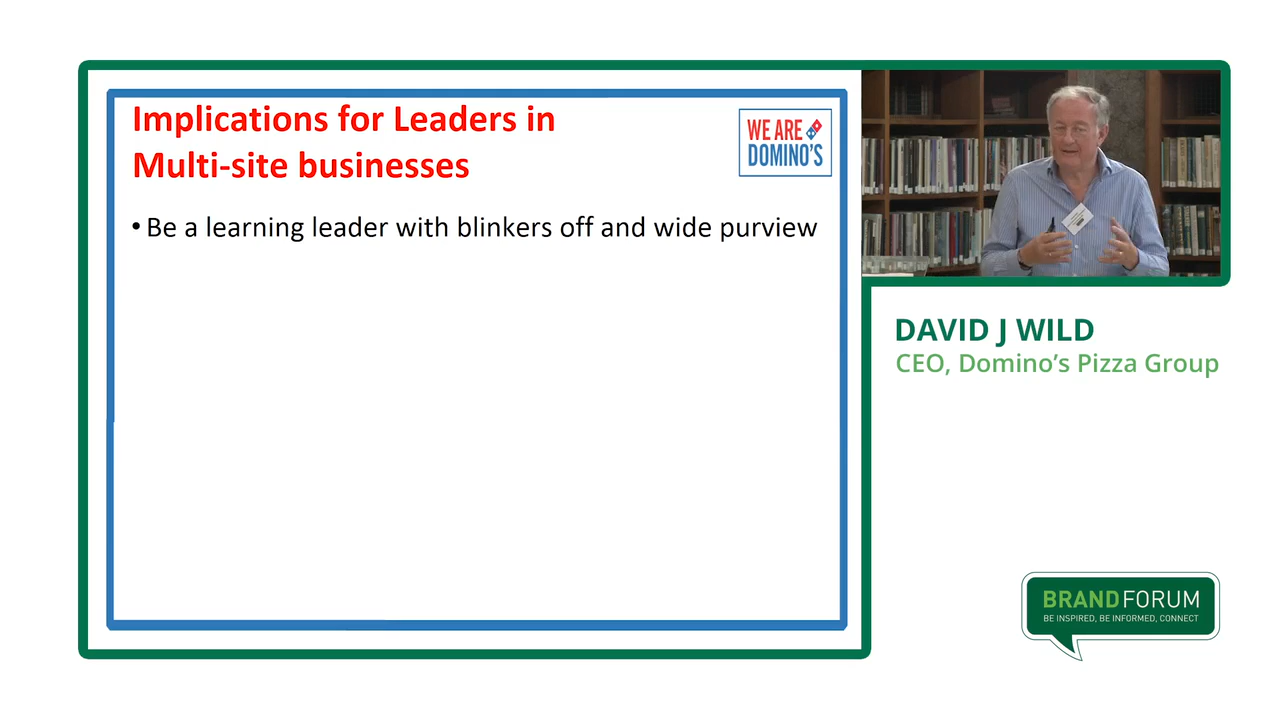 Implications for Leaders in
Multi-site businesses
WE ARE
DOMINO'S
• Be a learning leader with blinkers off and wide purview
DAVID J WILD
CEO, Domino's Pizza Group
BRANDFORUM
BE INSPIRED, BE INFORMED, CONNECT